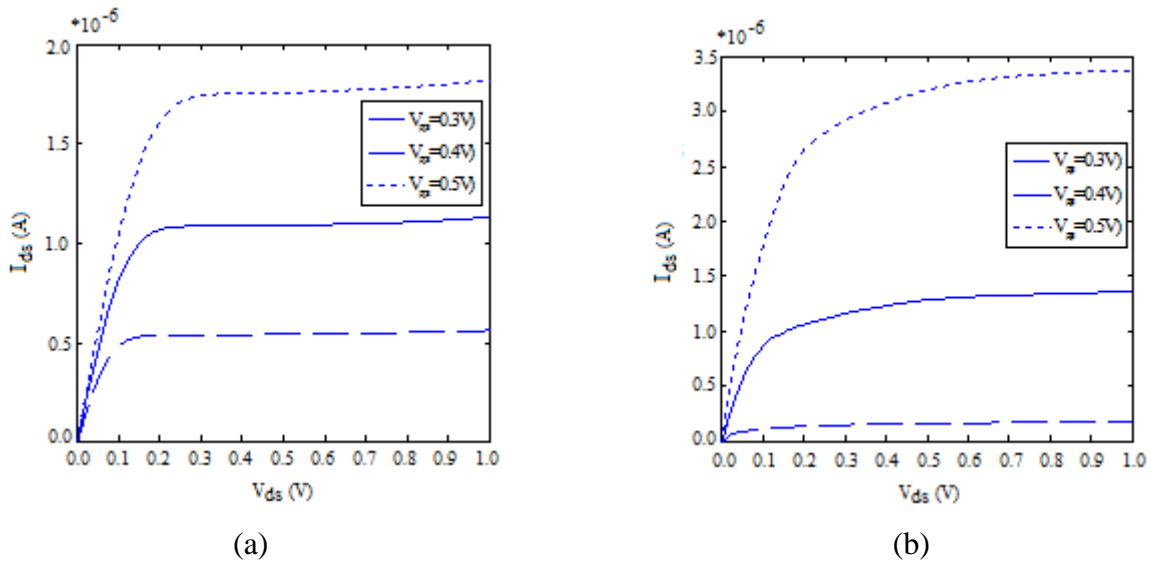 *10⁻⁶
2.0
1.5
1.0
0.5
0.0
I_ds (A)
V_gs=0.3V)
V_gs=0.4V)
V_gs=0.5V)
0.0 0.1 0.2 0.3 0.4 0.5 0.6 0.7 0.8 0.9 1.0
V_ds (V)
(a)
*10⁻⁶
3.5
3.0
2.5
2.0
1.5
1.0
0.5
0.0
I_ds (A)
V_gs=0.3V)
V_gs=0.4V)
V_gs=0.5V)
0.0 0.1 0.2 0.3 0.4 0.5 0.6 0.7 0.8 0.9 1.0
V_ds (V)
(b)